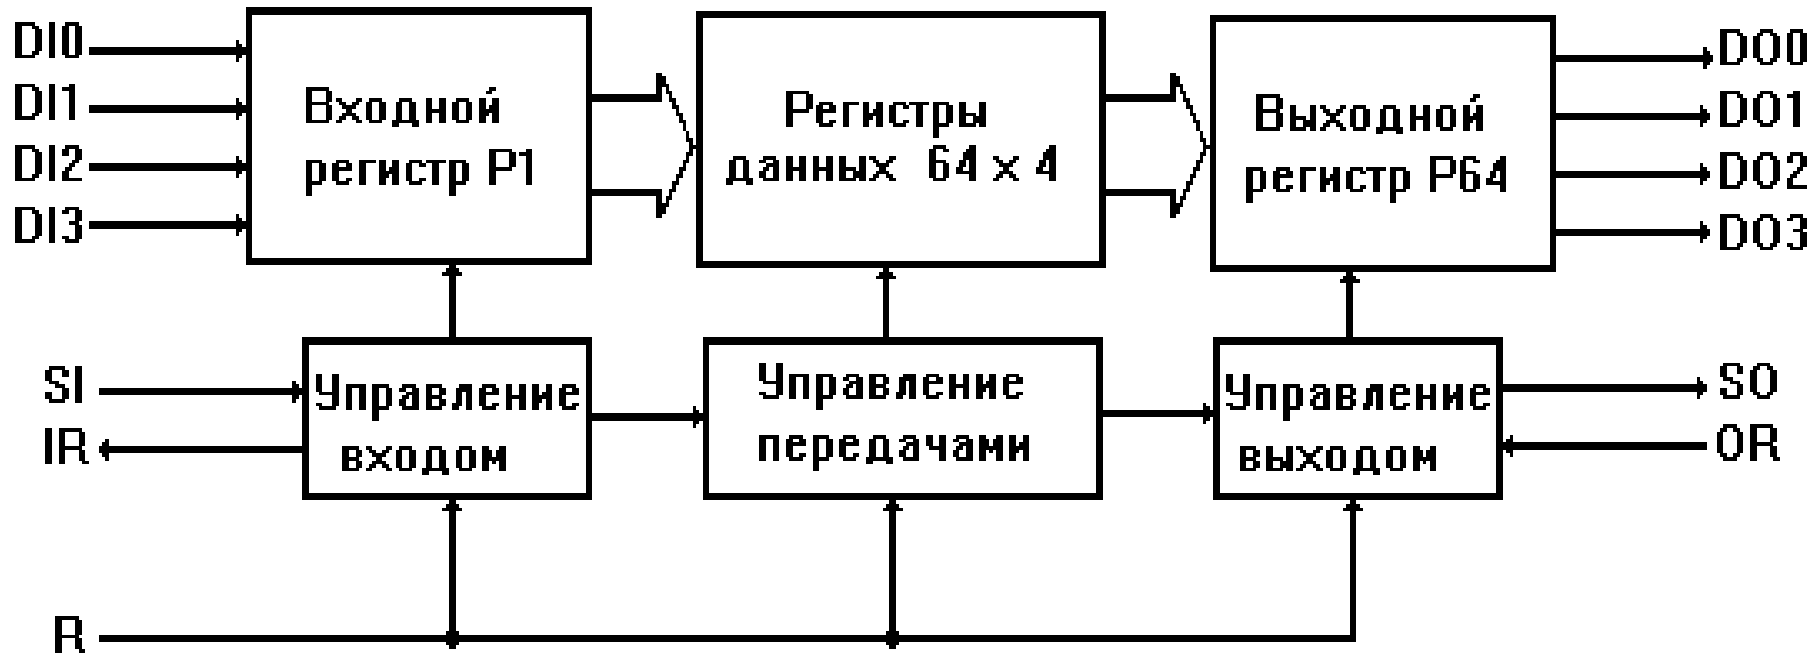 DI0
DI1
DI2
DI3
Входной
регистр Р1
Регистры
данных 64 x 4
Выходной
регистр Р64
DO0
DO1
DO2
DO3
SI
IR
Управление
входом
Управление
передачами
Управление
выходом
SO
OR
R